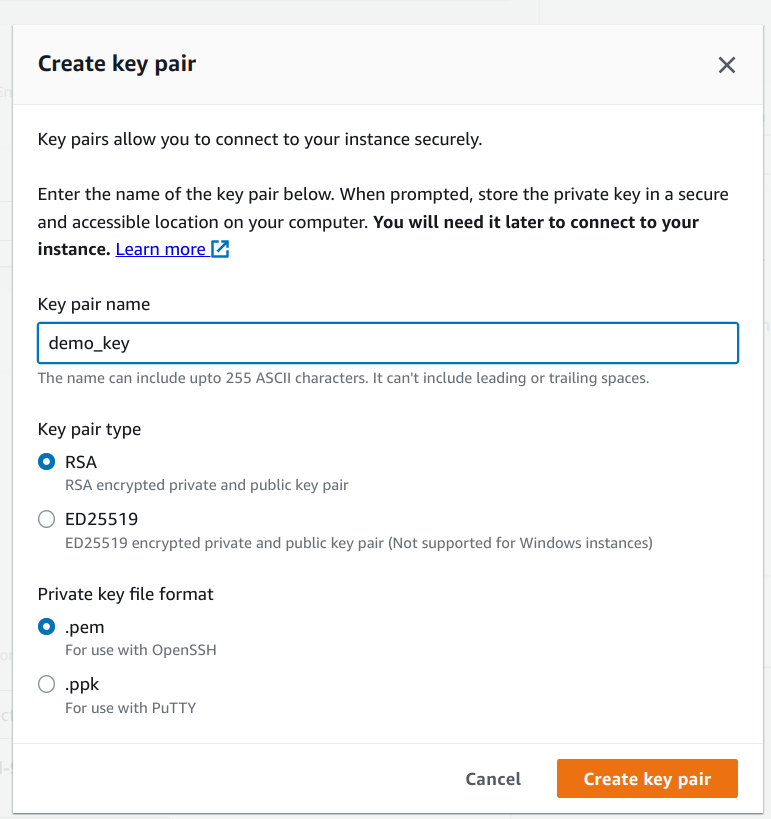 Create key pair
Key pairs allow you to connect to your instance securely.
Enter the name of the key pair below. When prompted, store the private key in a secure
and accessible location on your computer. You will need it later to connect to your
instance. Learn more
Key pair name
demo_key
The name can include upto 255 ASCII characters. It can't include leading or trailing spaces.
Key pair type
RSA
RSA encrypted private and public key pair
ED25519
ED25519 encrypted private and public key pair (Not supported for Windows instances)
Private key file format
.pem
For use with OpenSSH
.ppk
For use with PuTTY
Cancel
Create key pair